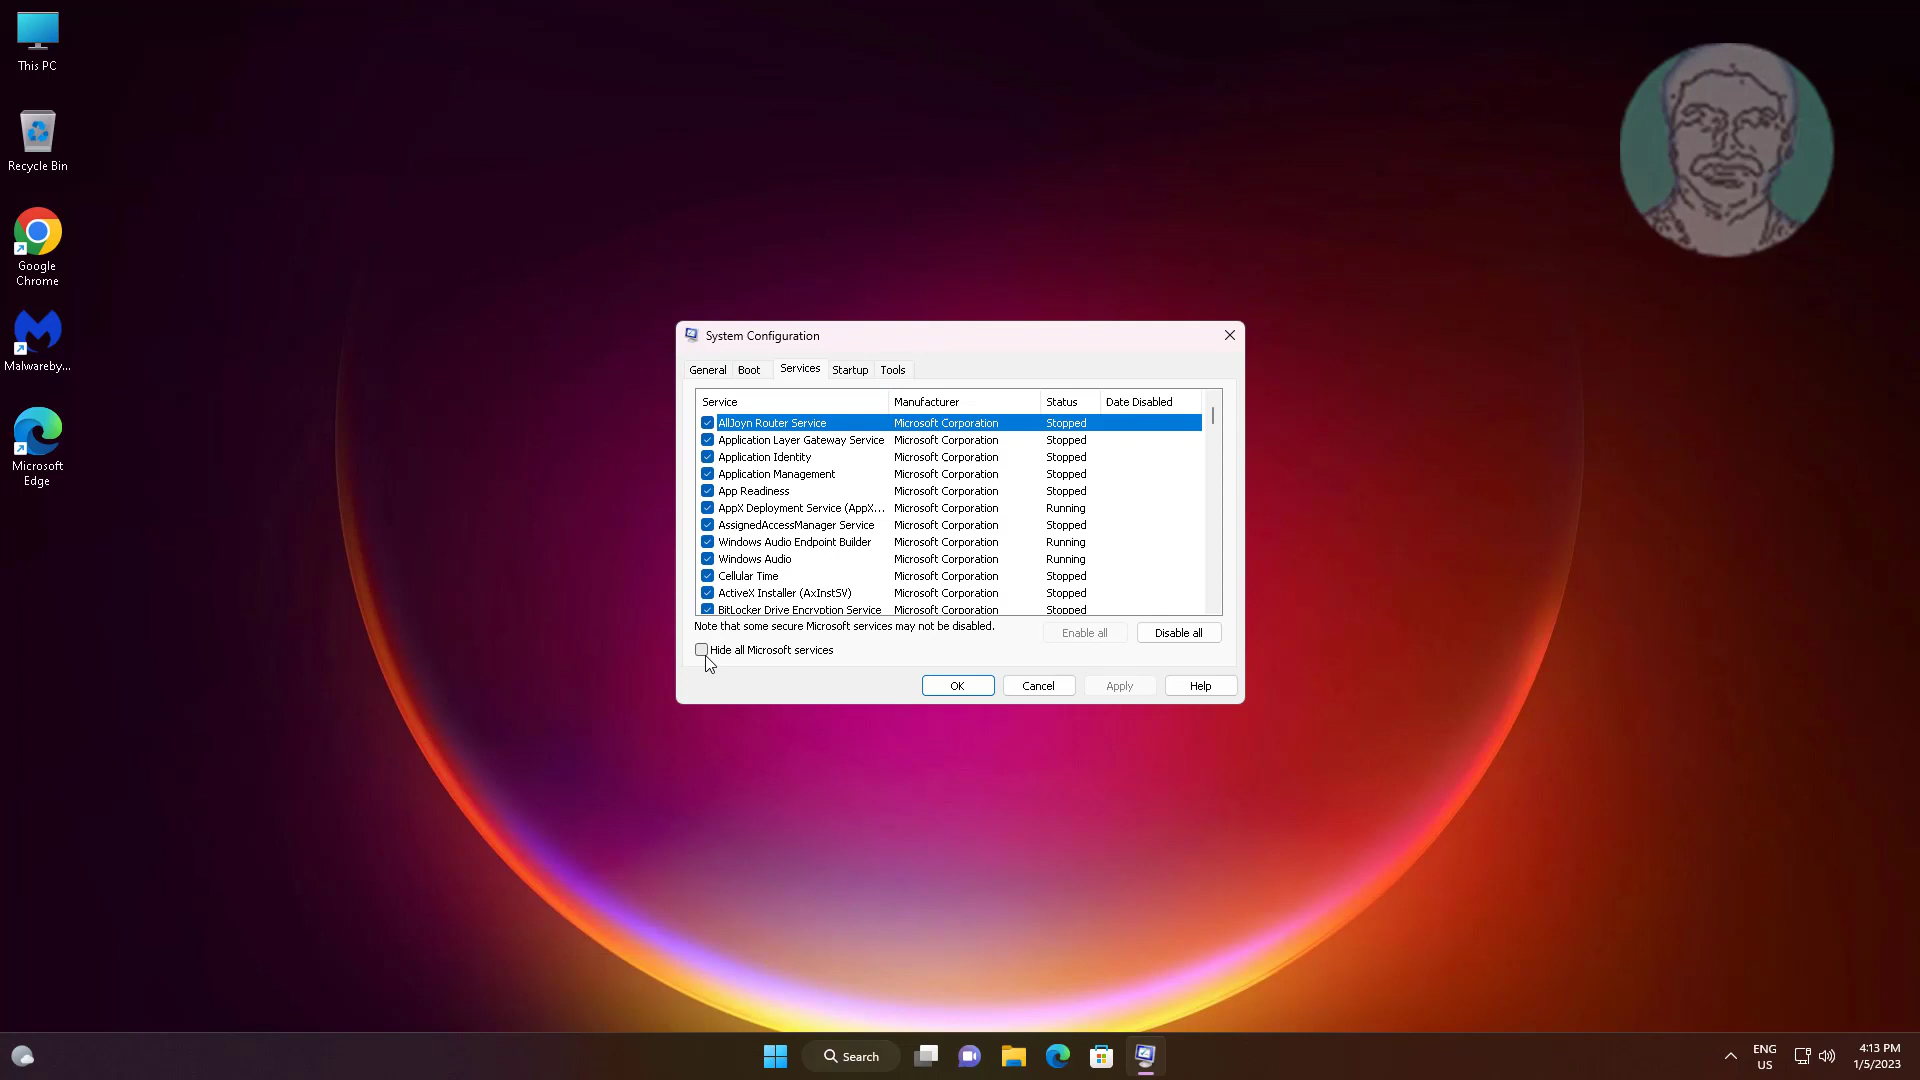 This PC
Recycle Bin
Google
Chrome
Malwareby...
Microsoft
Edge
System Configuration
General Boot Services Startup Tools
Service Manufacturer Status Date Disabled
AllJoyn Router Service Microsoft Corporation Stopped
Application Layer Gateway Service Microsoft Corporation Stopped
Application Identity Microsoft Corporation Stopped
Application Management Microsoft Corporation Stopped
App Readiness Microsoft Corporation Stopped
AppX Deployment Service (AppX... Microsoft Corporation Running
AssignedAccessManager Service Microsoft Corporation Stopped
Windows Audio Endpoint Builder Microsoft Corporation Running
Windows Audio Microsoft Corporation Running
Cellular Time Microsoft Corporation Stopped
ActiveX Installer (AxInstSV) Microsoft Corporation Stopped
BitLocker Drive Encryption Service Microsoft Corporation Stopped
Note that some secure Microsoft services may not be disabled.
Enable all Disable all
Hide all Microsoft services
OK Cancel Apply Help
Search
ENG
US
4:13 PM
1/5/2023